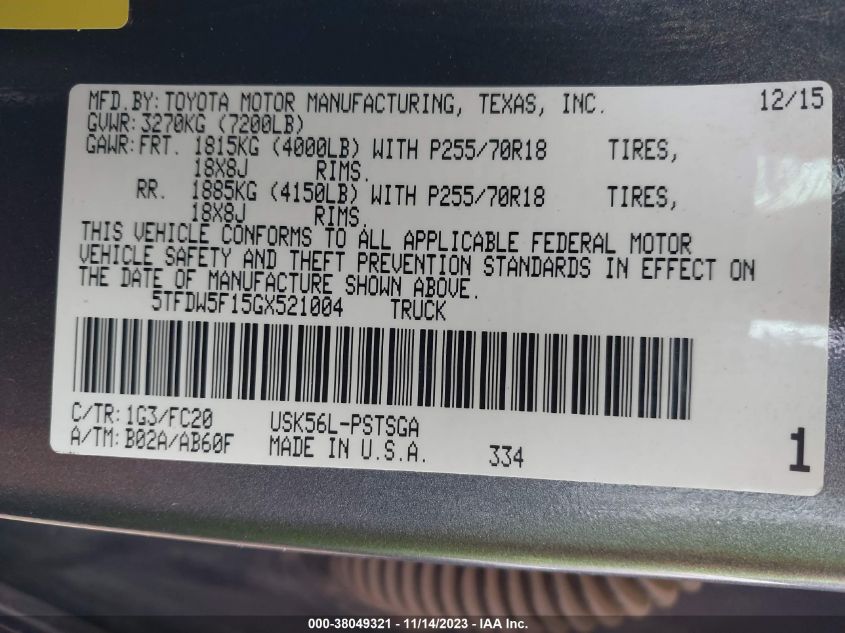 MFD.BY: TOYOTA MOTOR MANUFACTURING, TEXAS, INC. 12/15
GVWR: 3270KG (7200LB)
GAWR: FRT. 1815KG (4000LB) WITH P255/70R18 TIRES,
18X8J RIMS.
RR. 1885KG (4150LB) WITH P255/70R18 TIRES,
18X8J RIMS.
THIS VEHICLE CONFORMS TO ALL APPLICABLE FEDERAL MOTOR
VEHICLE SAFETY AND THEFT PREVENTION STANDARDS IN EFFECT ON
THE DATE OF MANUFACTURE SHOWN ABOVE.
5TFDW5F15GX521004 TRUCK
C/TR: 1G3/FC20 USK56L-PSTSGA
A/TM: B02A/AB60F MADE IN U.S.A. 334 1
000-38049321 - 11/14/2023 - IAA Inc.